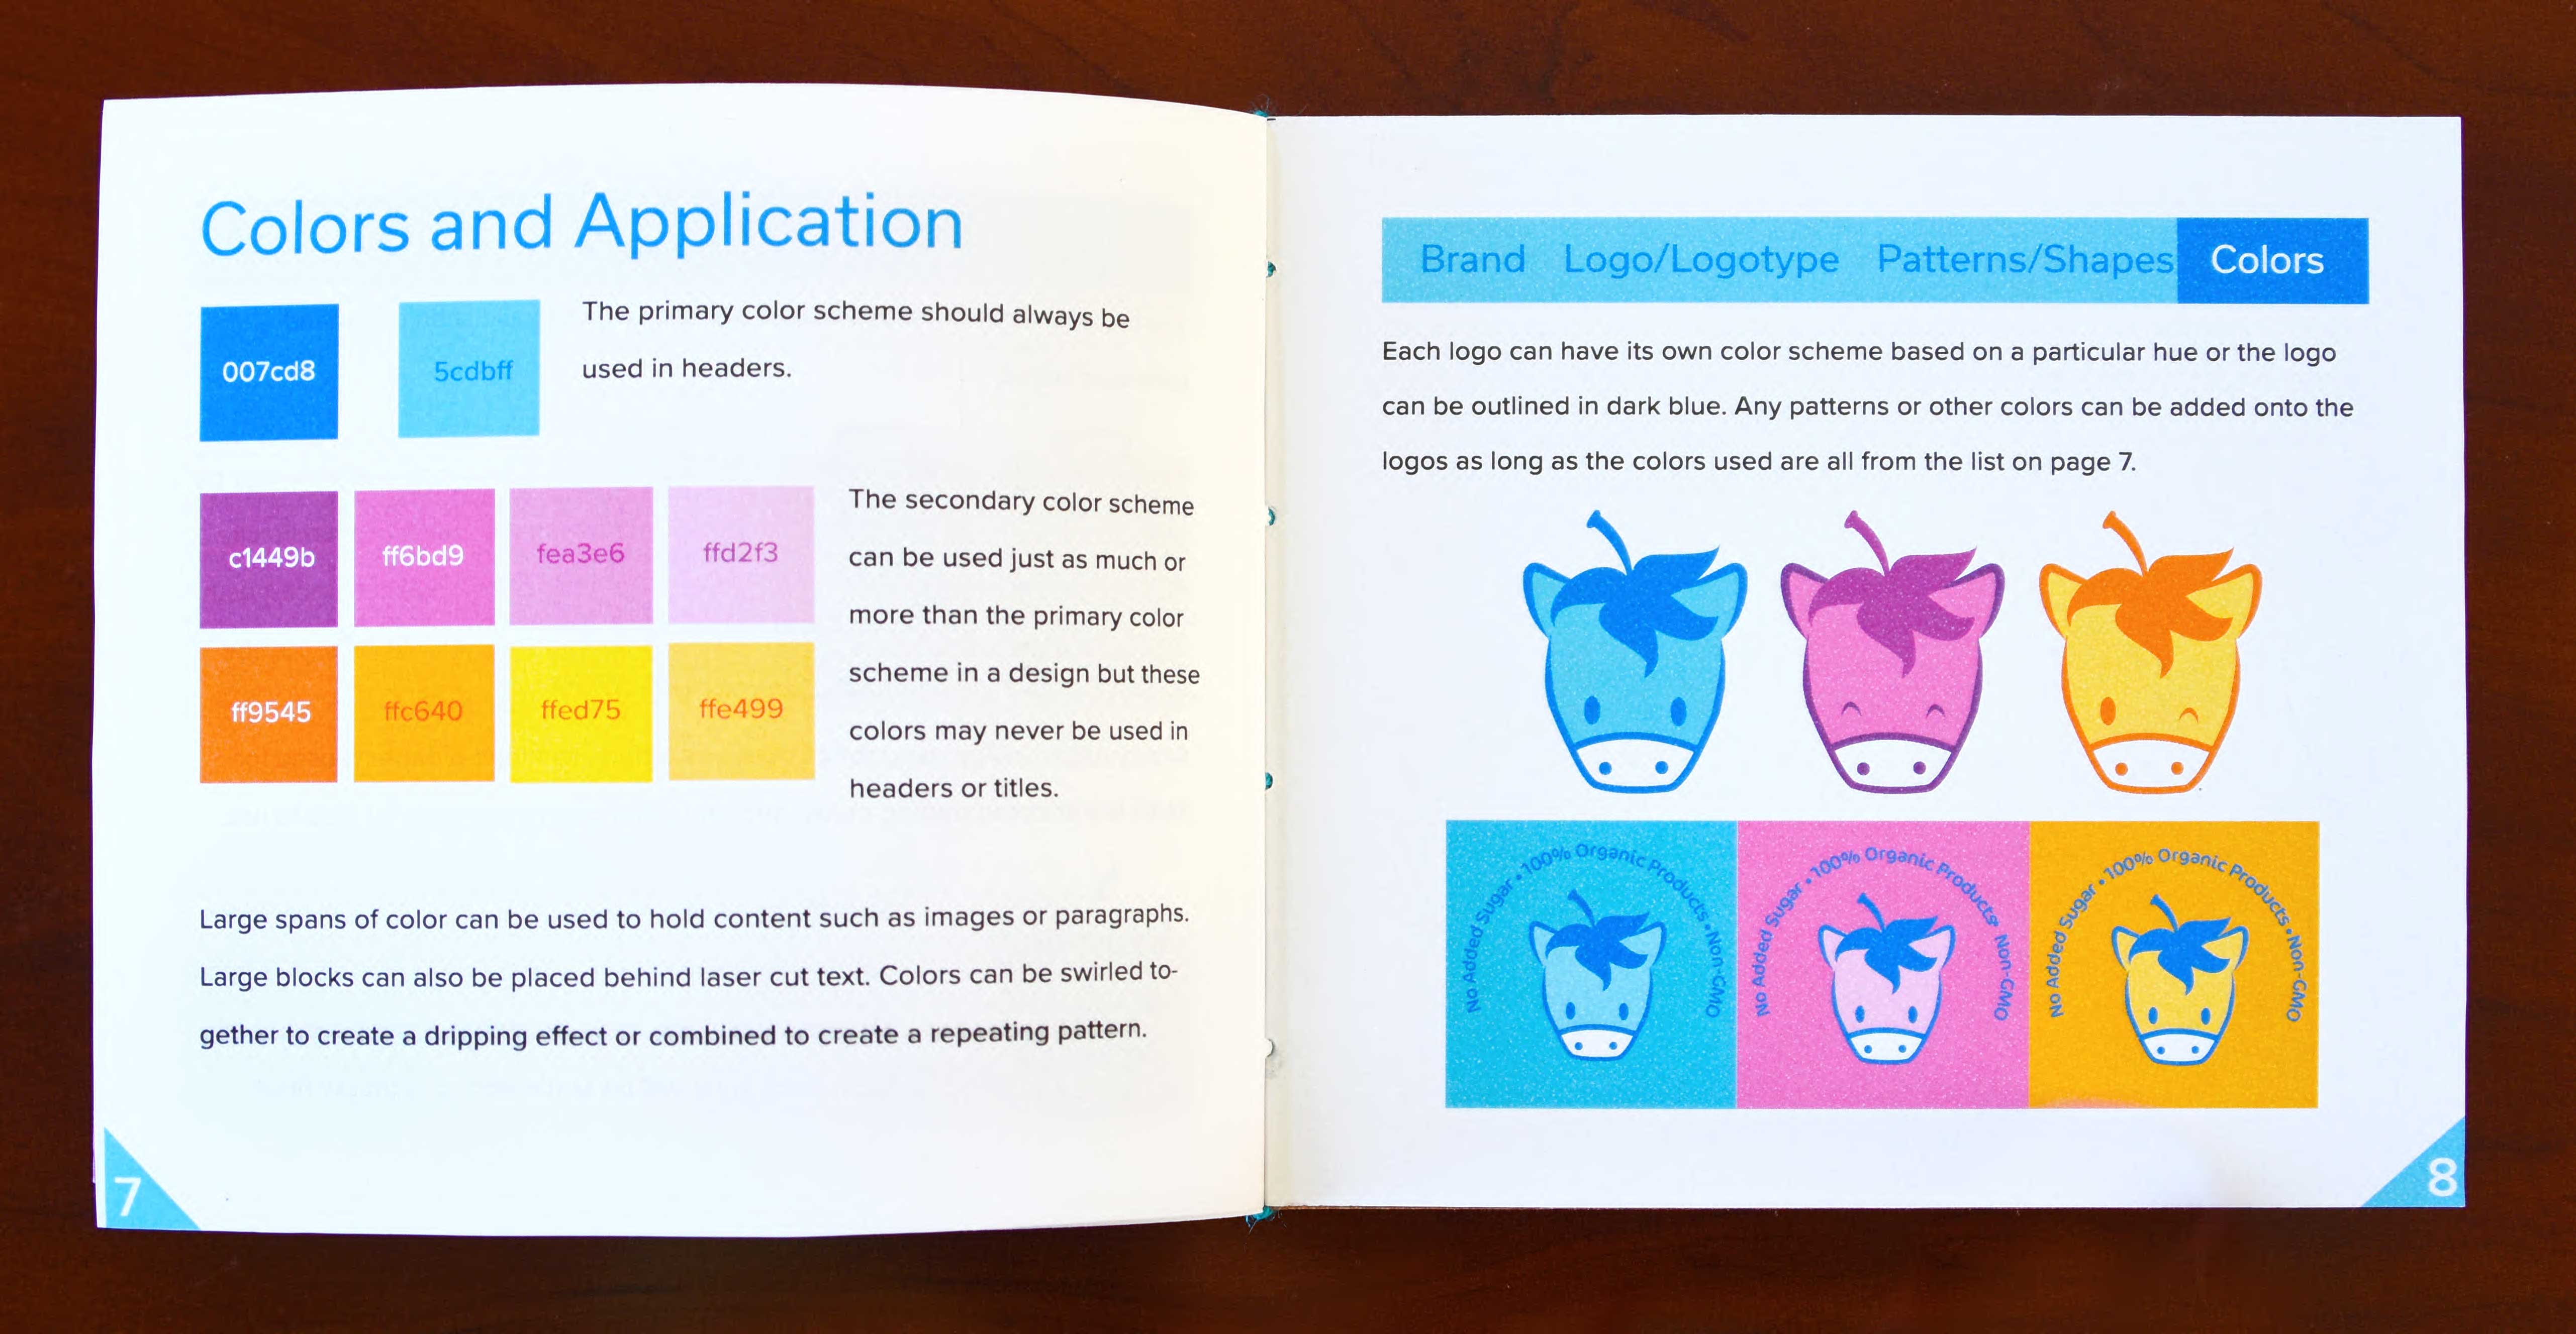 Colors and Application
007cd8
5cdbff
The primary color scheme should always be
used in headers.
c1449b
ff6bd9
fea3e6
ffd2f3
ff9545
ffc640
ffed75
ffe499
The secondary color scheme
can be used just as much or
more than the primary color
scheme in a design but these
colors may never be used in
headers or titles.
Large spans of color can be used to hold content such as images or paragraphs.
Large blocks can also be placed behind laser cut text. Colors can be swirled to-
gether to create a dripping effect or combined to create a repeating pattern.
7
Brand Logo/Logotype Patterns/Shapes Colors
Each logo can have its own color scheme based on a particular hue or the logo
can be outlined in dark blue. Any patterns or other colors can be added onto the
logos as long as the colors used are all from the list on page 7.
No Added Sugar • 100% Organic Products • Non-GMO
No Added Sugar • 100% Organic Products • Non-GMO
No Added Sugar • 100% Organic Products • Non-GMO
8